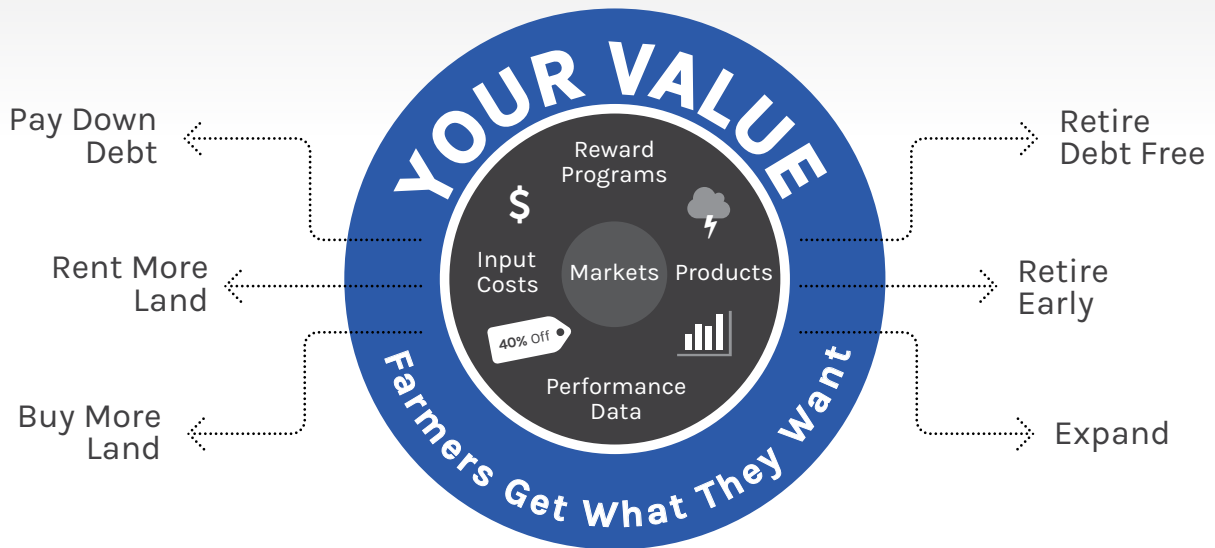 YOUR VALUE
Pay Down
Debt
Rent More
Land
Buy More
Land
Reward
Programs
$
Input
Costs
Markets
Products
40% Off
Performance
Data
Farmers Get What They Want
Retire
Debt Free
Retire
Early
Expand